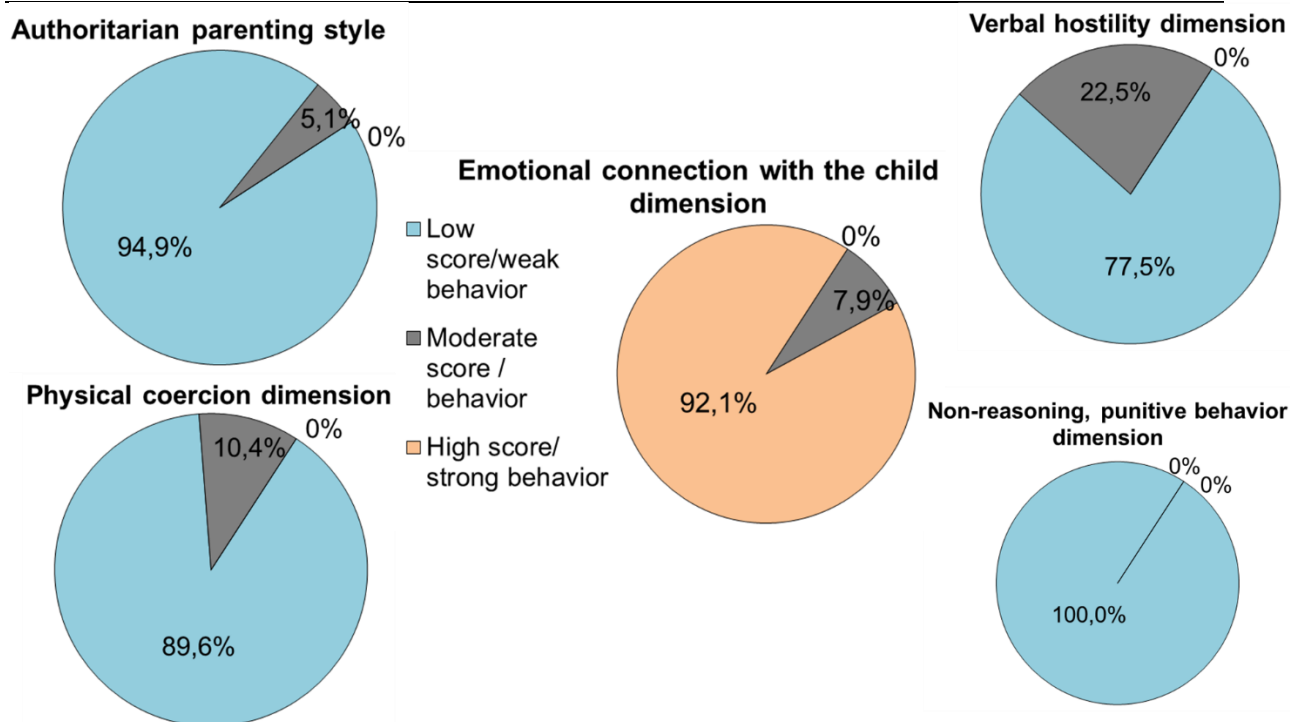 Authoritarian parenting style
5,1%
0%
94,9%
Verbal hostility dimension
0%
22,5%
77,5%
Emotional connection with the child
dimension
0%
7,9%
92,1%
Low
score/weak
behavior
Moderate
score /
behavior
High score/
strong behavior
Physical coercion dimension
10,4%
0%
89,6%
Non-reasoning, punitive behavior
dimension
0%
0%
100,0%